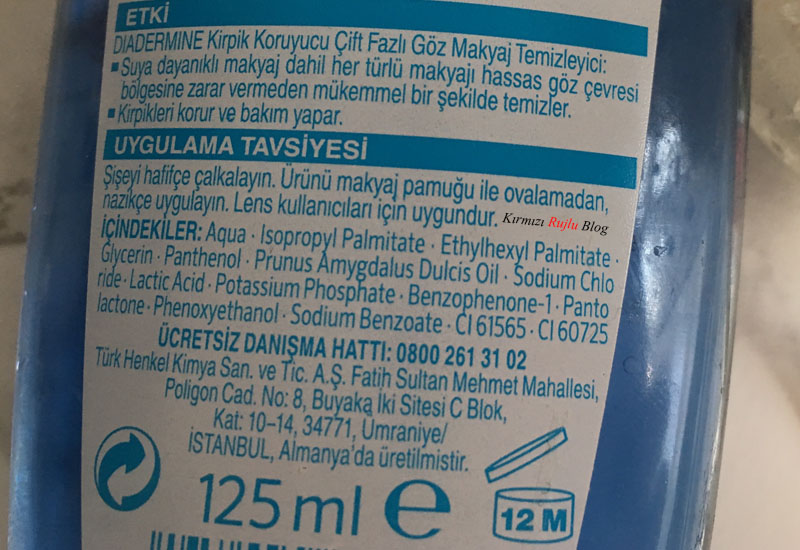 ETKİ
DIADERMINE Kirpik Koruyucu Çift Fazlı Göz Makyaj Temizleyici:
▪Suya dayanıklı makyaj dahil her türlü makyajı hassas göz çevresi
bölgesine zarar vermeden mükemmel bir şekilde temizler.
▪Kirpikleri korur ve bakım yapar.
UYGULAMA TAVSİYESİ
Şişeyi hafifçe çalkalayın. Ürünü makyaj pamuğu ile ovalamadan,
nazikçe uygulayın. Lens kullanıcıları için uygundur.
Kırmızı Rujlu Blog
İÇİNDEKİLER: Aqua · Isopropyl Palmitate · Ethylhexyl Palmitate ·
Glycerin · Panthenol · Prunus Amygdalus Dulcis Oil · Sodium Chlo
ride · Lactic Acid · Potassium Phosphate · Benzophenone-1 · Panto
lactone · Phenoxyethanol · Sodium Benzoate · CI 61565 · CI 60725
ÜCRETSİZ DANIŞMA HATTI: 0800 261 31 02
Türk Henkel Kimya San. ve Tic. A.Ş. Fatih Sultan Mehmet Mahallesi,
Poligon Cad. No: 8, Buyaka İki Sitesi C Blok,
Kat: 10–14, 34771, Ümraniye/
İSTANBUL, Almanya'da üretilmiştir.
125 ml e
12 M